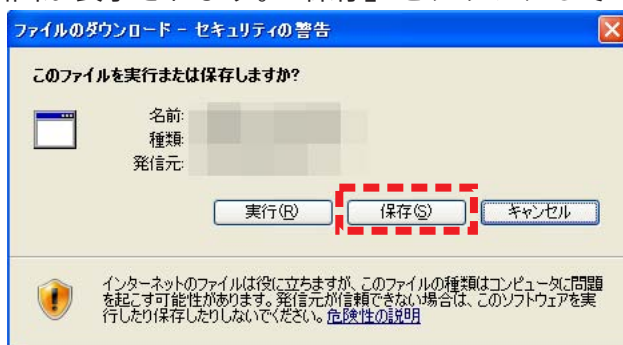 ファイルのダウンロード - セキュリティの警告
このファイルを実行または保存しますか?
名前:
種類:
発信元:
実行(R) 保存(S) キャンセル
インターネットのファイルは役に立ちますが、このファイルの種類はコンピュータに問題
を起こす可能性があります。発信元が信頼できない場合は、このソフトウェアを実
行したり保存したりしないでください。危険性の説明